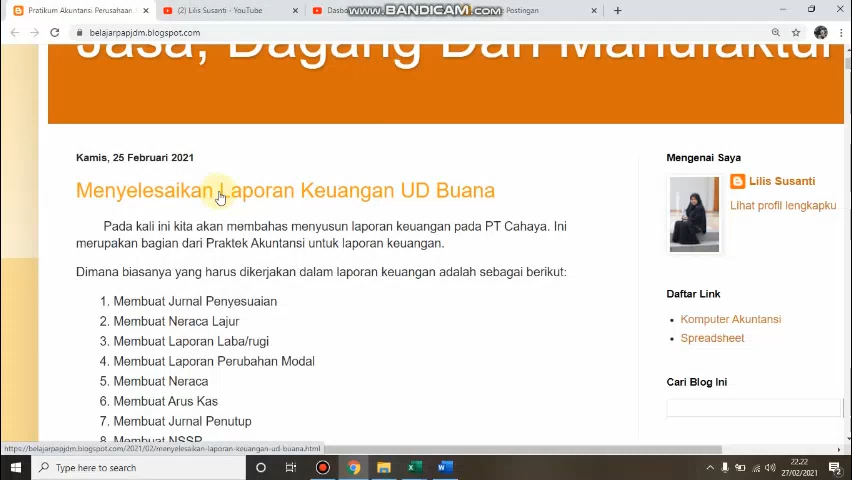 Pratikum Akuntansi Perusahaan
(2) Lilis Susanti - YouTube
Dasbo
www.BANDICAM.com
Postingan
belajarpapjdm.blogspot.com
Jasa, Dagang Dan Manufaktur
Kamis, 25 Februari 2021
Menyelesaikan Laporan Keuangan UD Buana
Pada kali ini kita akan membahas menyusun laporan keuangan pada PT Cahaya. Ini
merupakan bagian dari Praktek Akuntansi untuk laporan keuangan.
Dimana biasanya yang harus dikerjakan dalam laporan keuangan adalah sebagai berikut:
1. Membuat Jurnal Penyesuaian
2. Membuat Neraca Lajur
3. Membuat Laporan Laba/rugi
4. Membuat Laporan Perubahan Modal
5. Membuat Neraca
6. Membuat Arus Kas
7. Membuat Jurnal Penutup
8. Membuat NSSP
Mengenai Saya
Lilis Susanti
Lihat profil lengkapku
Daftar Link
• Komputer Akuntansi
• Spreadsheet
Cari Blog Ini
https://belajarpapjdm.blogspot.com/2021/02/menyelesaikan-laporan-keuangan-ud-buana.html
Type here to search
22.22
27/02/2021
2